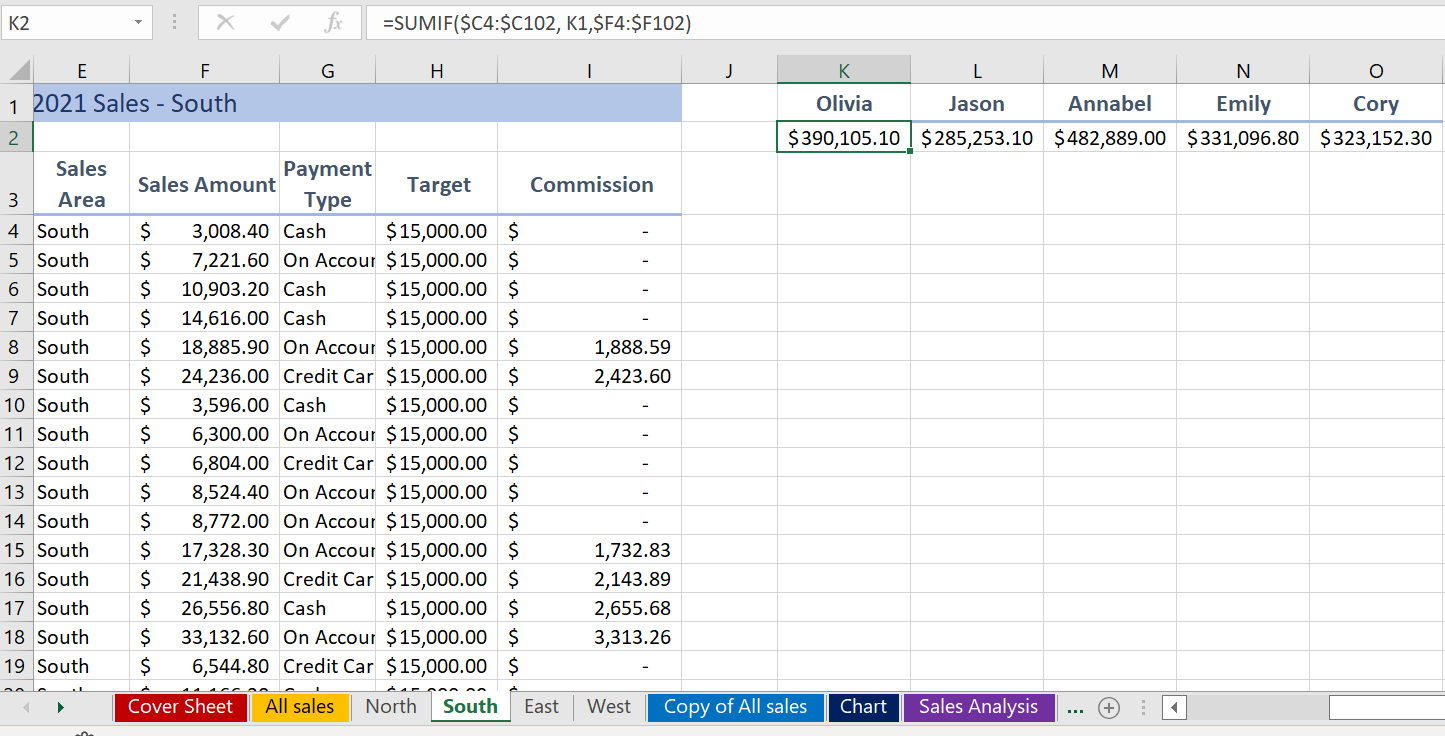 K2 fx =SUMIF($C4:$C102, K1,$F4:$F102)
E F G H I J K L M N O
1 2021 Sales - South Olivia Jason Annabel Emily Cory
2 $390,105.10 $285,253.10 $482,889.00 $331,096.80 $323,152.30
Sales Payment
3 Area Sales Amount Type Target Commission
4 South $ 3,008.40 Cash $15,000.00 $ -
5 South $ 7,221.60 On Accour $15,000.00 $ -
6 South $ 10,903.20 Cash $15,000.00 $ -
7 South $ 14,616.00 Cash $15,000.00 $ -
8 South $ 18,885.90 On Accour $15,000.00 $ 1,888.59
9 South $ 24,236.00 Credit Car $15,000.00 $ 2,423.60
10 South $ 3,596.00 Cash $15,000.00 $ -
11 South $ 6,300.00 On Accour $15,000.00 $ -
12 South $ 6,804.00 Credit Car $15,000.00 $ -
13 South $ 8,524.40 On Accour $15,000.00 $ -
14 South $ 8,772.00 On Accour $15,000.00 $ -
15 South $ 17,328.30 On Accour $15,000.00 $ 1,732.83
16 South $ 21,438.90 Credit Car $15,000.00 $ 2,143.89
17 South $ 26,556.80 Cash $15,000.00 $ 2,655.68
18 South $ 33,132.60 On Accour $15,000.00 $ 3,313.26
19 South $ 6,544.80 Credit Car $15,000.00 $ -
Cover Sheet All sales North South East West Copy of All sales Chart Sales Analysis ...